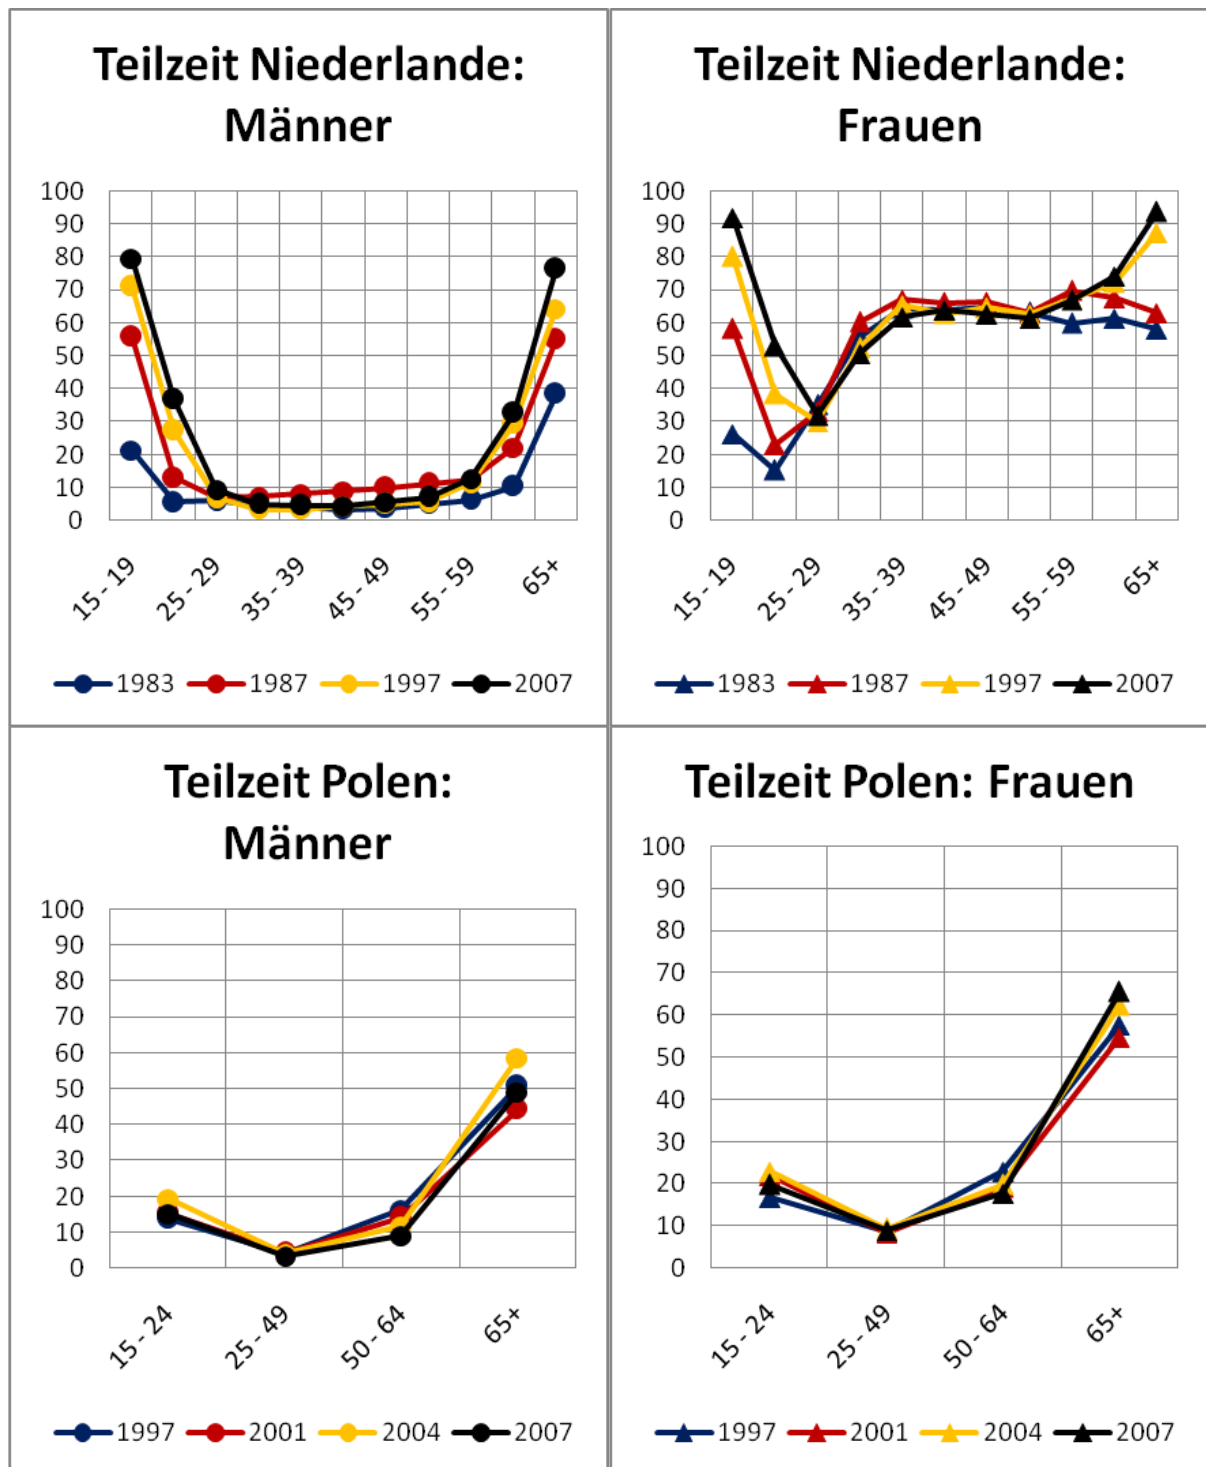 Teilzeit Niederlande:
Männer
100
90
80
70
60
50
40
30
20
10
0
15 - 19
25 - 29
35 - 39
45 - 49
55 - 59
65+
1983 1987 1997 2007
Teilzeit Niederlande:
Frauen
100
90
80
70
60
50
40
30
20
10
0
15 - 19
25 - 29
35 - 39
45 - 49
55 - 59
65+
1983 1987 1997 2007
Teilzeit Polen:
Männer
100
90
80
70
60
50
40
30
20
10
0
15 - 24
25 - 49
50 - 64
65+
1997 2001 2004 2007
Teilzeit Polen: Frauen
100
90
80
70
60
50
40
30
20
10
0
15 - 24
25 - 49
50 - 64
65+
1997 2001 2004 2007